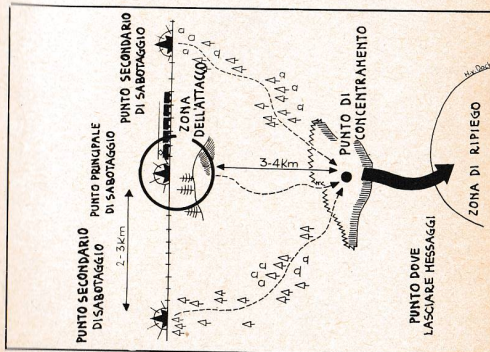 PUNTO SECONDARIO
DI SABOTAGGIO
2-3Km
PUNTO PRINCIPALE
DI SABOTAGGIO
PUNTO SECONDARIO
DI SABOTAGGIO
ZONA
DELL'ATTACCO
3-4Km
PUNTO DI
CONCENTRAMENTO
PUNTO DOVE
LASCIARE MESSAGGI
ZONA DI RIPIEGO